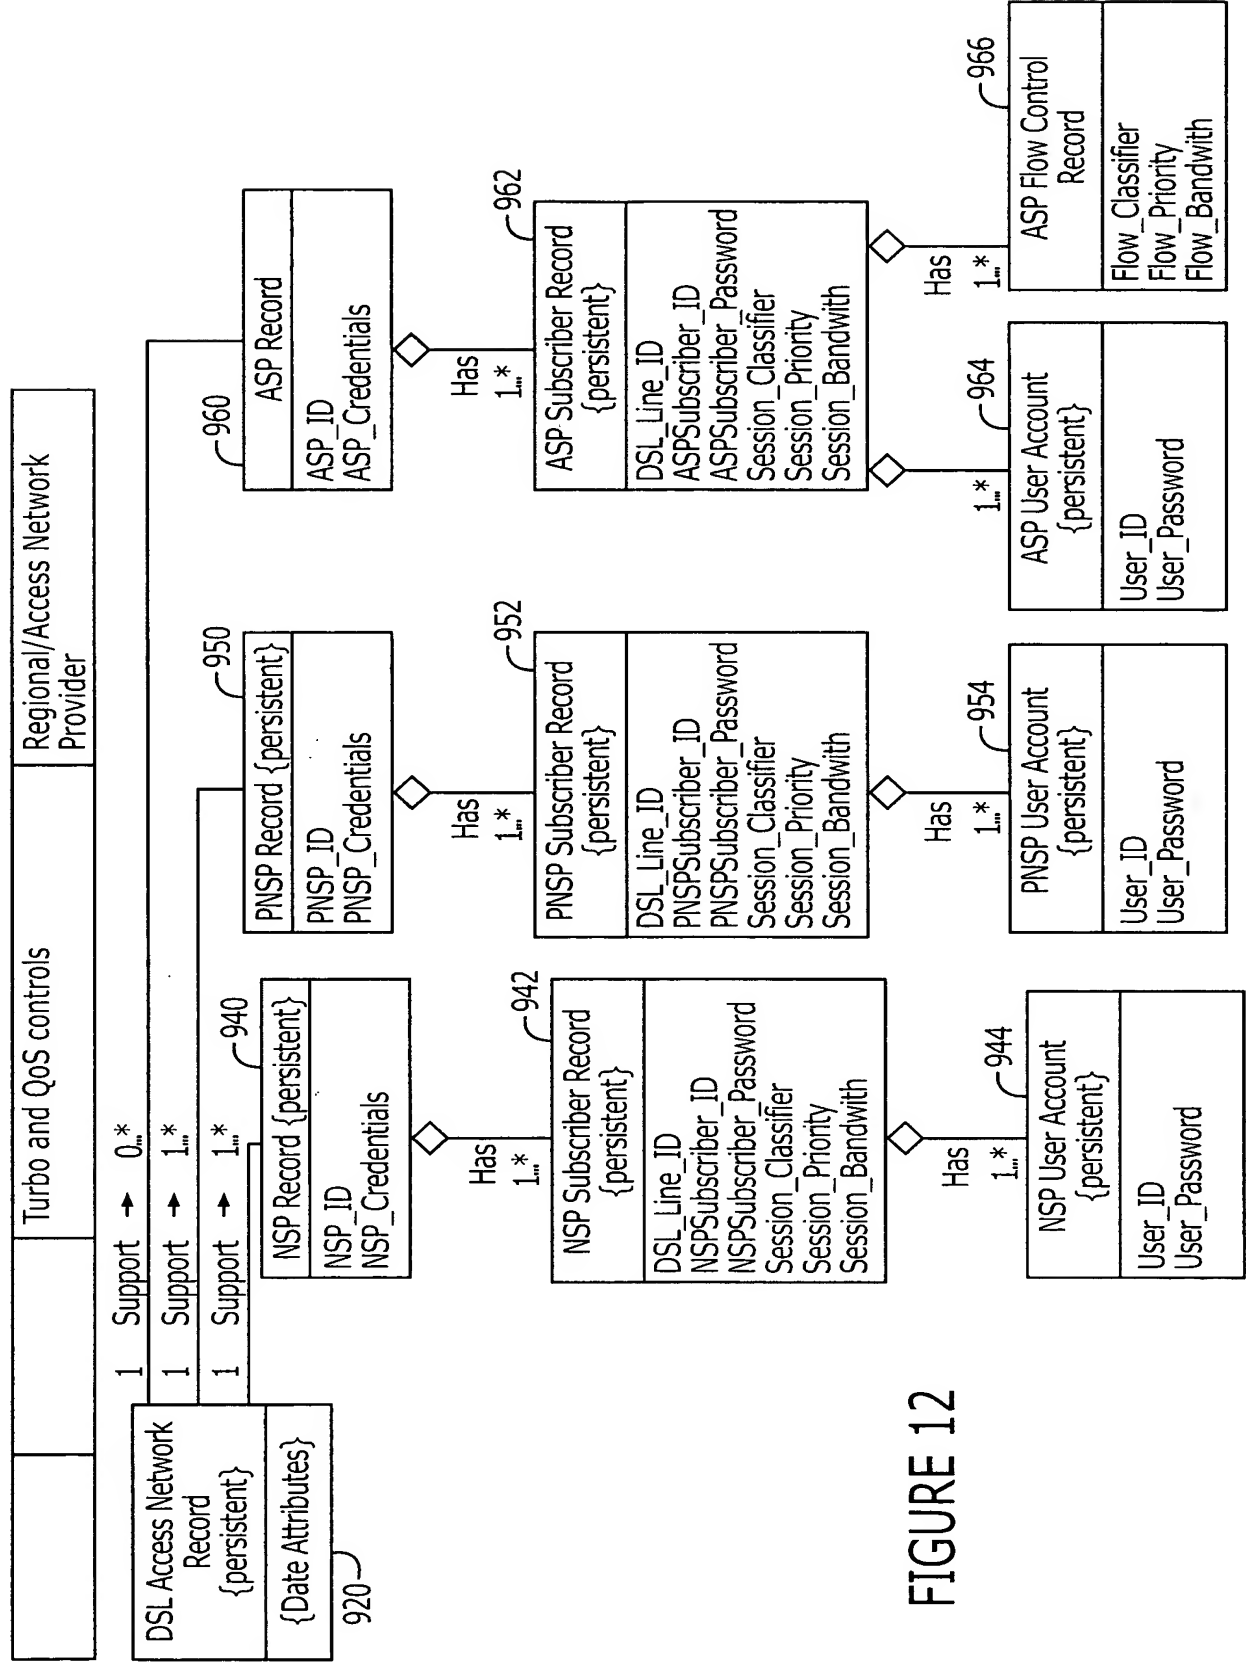 Turbo and QoS controls
Regional/Access Network
Provider
DSL Access Network
Record
{persistent}
{Date Attributes}
920
1 Support → 0...*
1 Support → 1...*
1 Support → 1...*
940
NSP Record {persistent}
NSP_ID
NSP_Credentials
Has
1...*
942
NSP Subscriber Record
{persistent}
DSL_Line_ID
NSPSubscriber_ID
NSPSubscriber_Password
Session_Classifier
Session_Priority
Session_Bandwith
Has
1...*
944
NSP User Account
{persistent}
User_ID
User_Password
950
PNSP Record {persistent}
PNSP_ID
PNSP_Credentials
Has
1...*
952
PNSP Subscriber Record
{persistent}
DSL_Line_ID
PNSPSubscriber_ID
PNSPSubscriber_Password
Session_Classifier
Session_Priority
Session_Bandwith
Has
1...*
954
PNSP User Account
{persistent}
User_ID
User_Password
960
ASP Record
ASP_ID
ASP_Credentials
Has
1...*
962
ASP Subscriber Record
{persistent}
DSL_Line_ID
ASPSubscriber_ID
ASPSubscriber_Password
Session_Classifier
Session_Priority
Session_Bandwith
1...*
964
ASP User Account
{persistent}
User_ID
User_Password
Has
1...*
966
ASP Flow Control
Record
Flow_Classifier
Flow_Priority
Flow_Bandwith
FIGURE 12